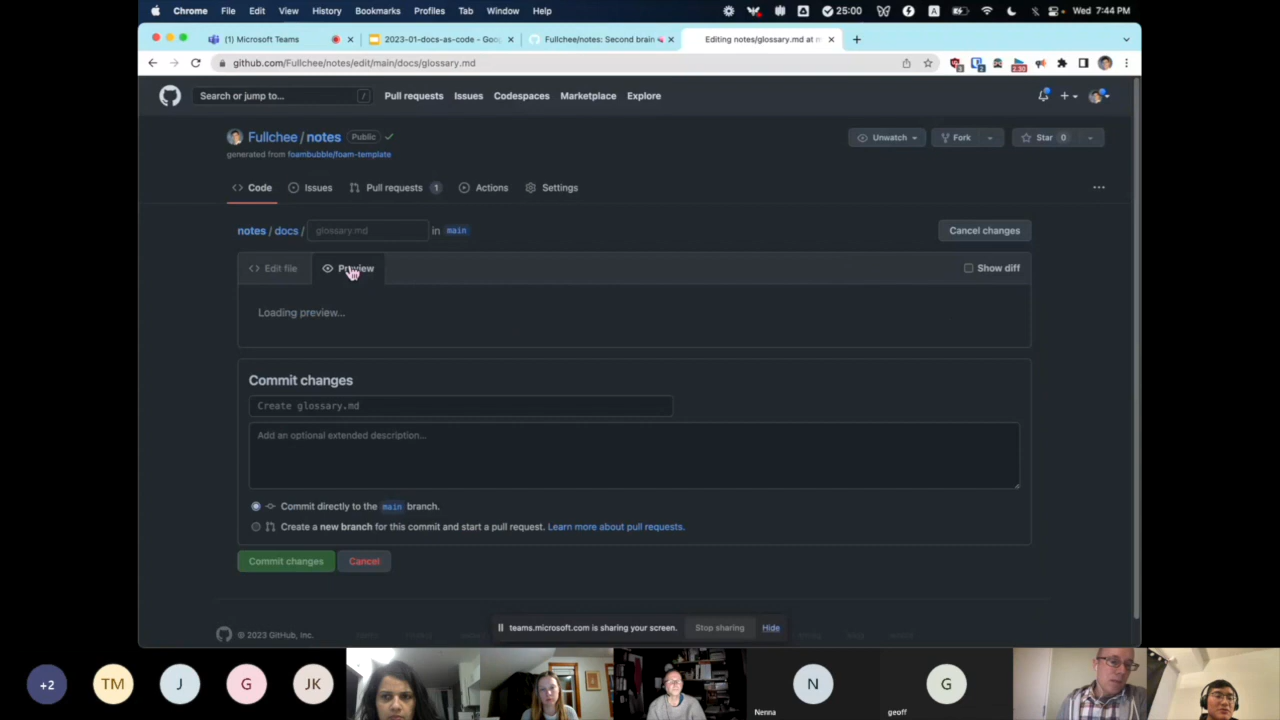 Chrome File Edit View History Bookmarks Profiles Tab Window Help 25:00 A Wed 7:44 PM
(1) Microsoft Teams 2023-01-docs-as-code - Goo Fullchee/notes: Second brain Editing notes/glossary.md at m
github.com/Fullchee/notes/edit/main/docs/glossary.md
Search or jump to... / Pull requests Issues Codespaces Marketplace Explore
Fullchee / notes Public
generated from foambubble/foam-template
Unwatch Fork Star 0
Code Issues Pull requests 1 Actions Settings
notes / docs / glossary.md in main Cancel changes
Edit file Preview Show diff
Loading preview...
Commit changes
Create glossary.md
Add an optional extended description...
Commit directly to the main branch.
Create a new branch for this commit and start a pull request. Learn more about pull requests.
Commit changes Cancel
teams.microsoft.com is sharing your screen. Stop sharing Hide
© 2023 GitHub, Inc.
+2 TM J G JK N G
Nenna geoff